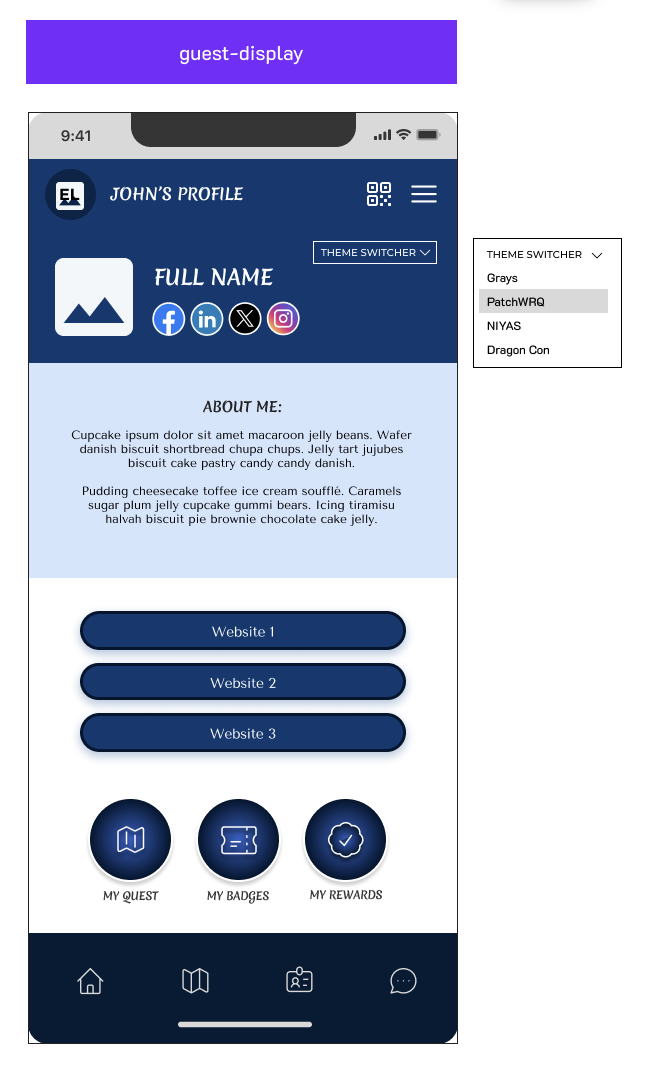 guest-display
9:41
EL
JOHN'S PROFILE
THEME SWITCHER
FULL NAME
THEME SWITCHER
Grays
PatchWRQ
NIYAS
Dragon Con
ABOUT ME:
Cupcake ipsum dolor sit amet macaroon jelly beans. Wafer
danish biscuit shortbread chupa chups. Jelly tart jujubes
biscuit cake pastry candy candy danish.
Pudding cheesecake toffee ice cream soufflé. Caramels
sugar plum jelly cupcake gummi bears. Icing tiramisu
halvah biscuit pie brownie chocolate cake jelly.
Website 1
Website 2
Website 3
MY QUEST
MY BADGES
MY REWARDS